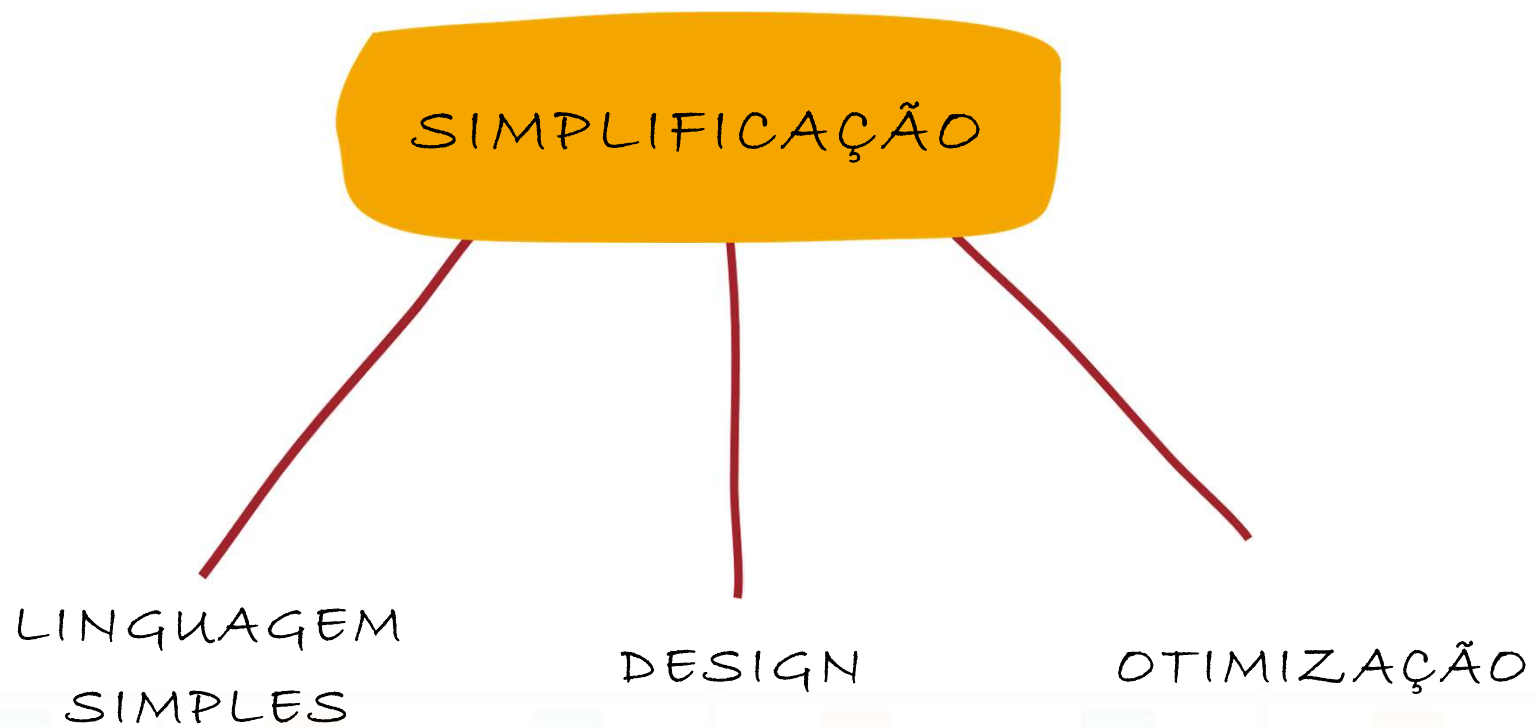 SIMPLIFICAÇÃO
LINGUAGEM
SIMPLES
DESIGN
OTIMIZAÇÃO